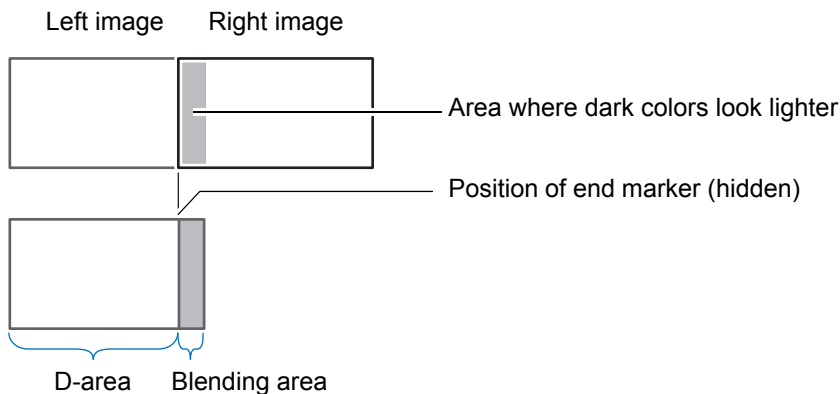 Left image
Right image
Area where dark colors look lighter
Position of end marker (hidden)
D-area
Blending area